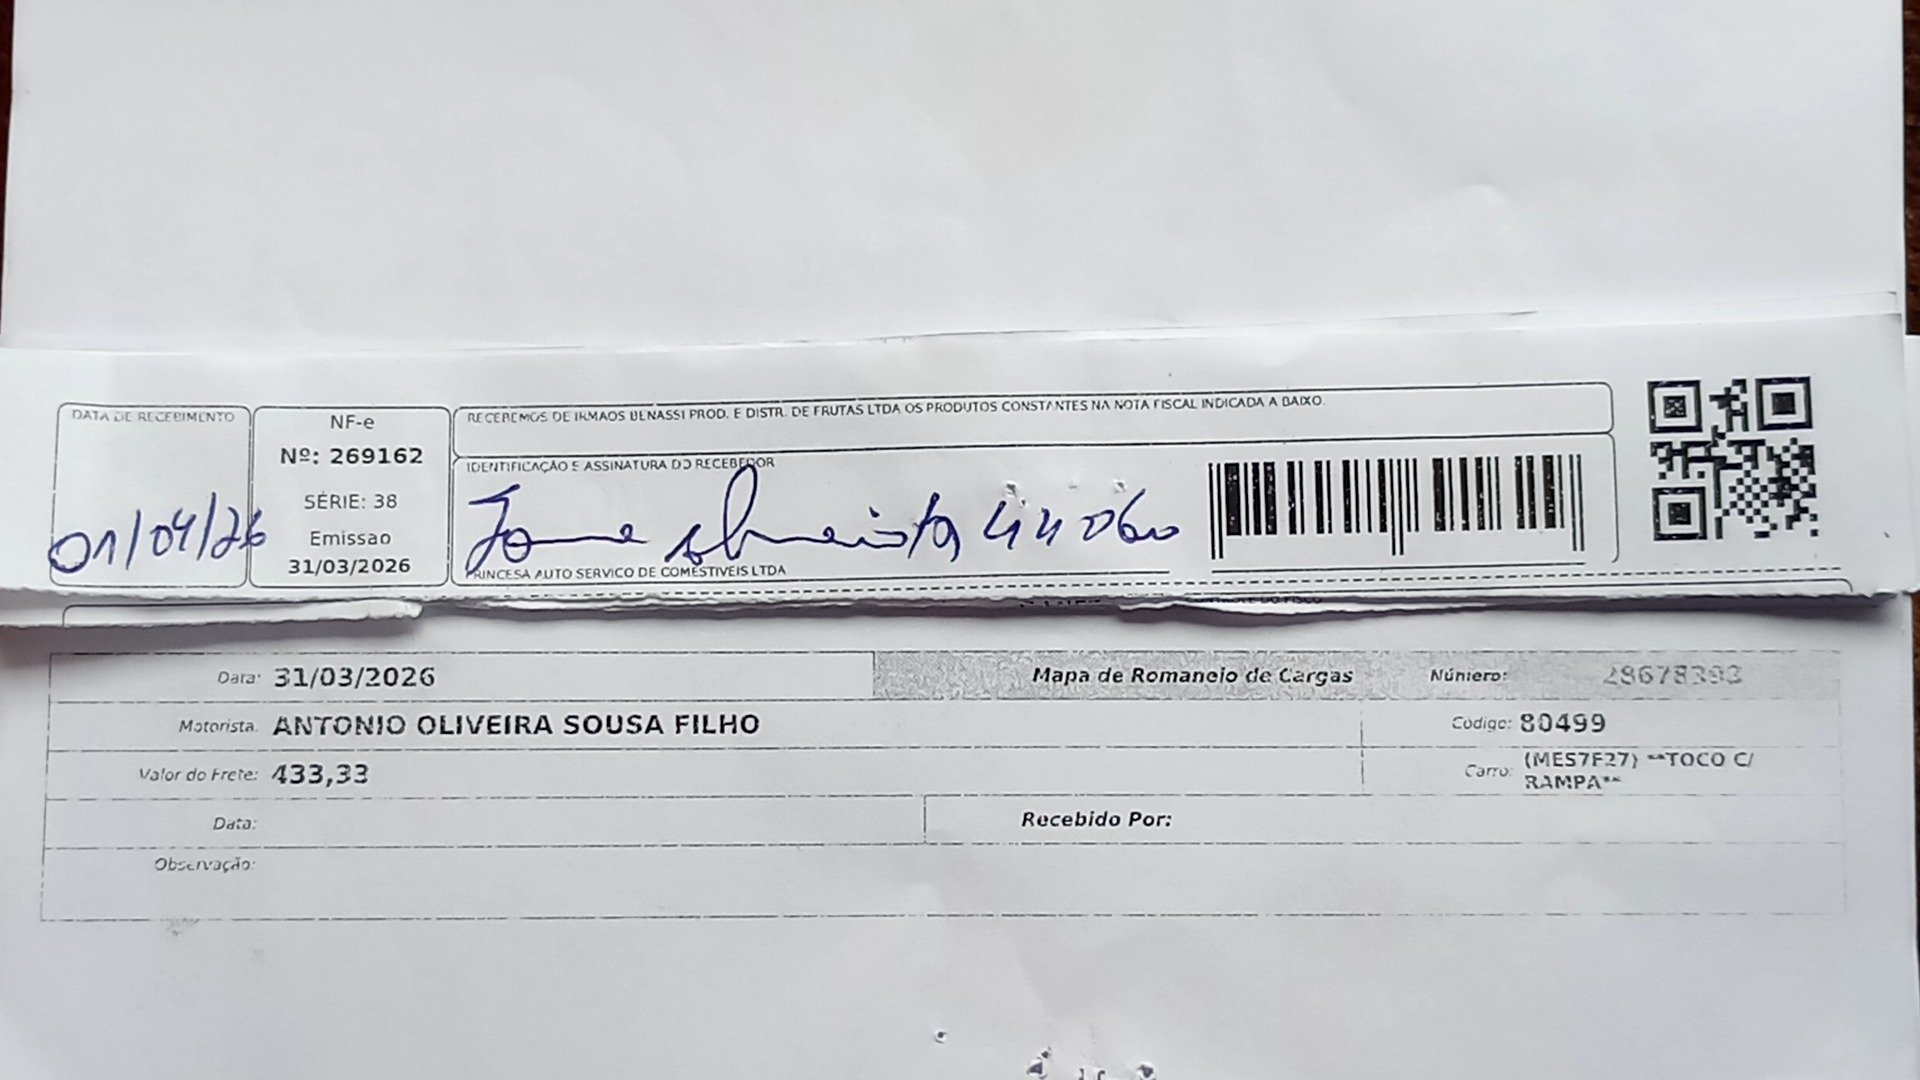 DATA DE RECEBIMENTO
01/04/26
NF-e
Nº: 269162
SÉRIE: 38
Emissao
31/03/2026
RECEBEMOS DE IRMAOS BENASSI PROD. E DISTR. DE FRUTAS LTDA OS PRODUTOS CONSTANTES NA NOTA FISCAL INDICADA A BAIXO.
IDENTIFICAÇÃO E ASSINATURA DO RECEBEDOR
PRINCESA AUTO SERVICO DE COMESTIVEIS LTDA
Data: 31/03/2026 Mapa de Romaneio de Cargas Número: 28678393
Motorista. ANTONIO OLIVEIRA SOUSA FILHO Codigo: 80499
Valor do Frete: 433,33 Carro: (MES7F27) **TOCO C/ RAMPA**
Data: Recebido Por:
Observação: